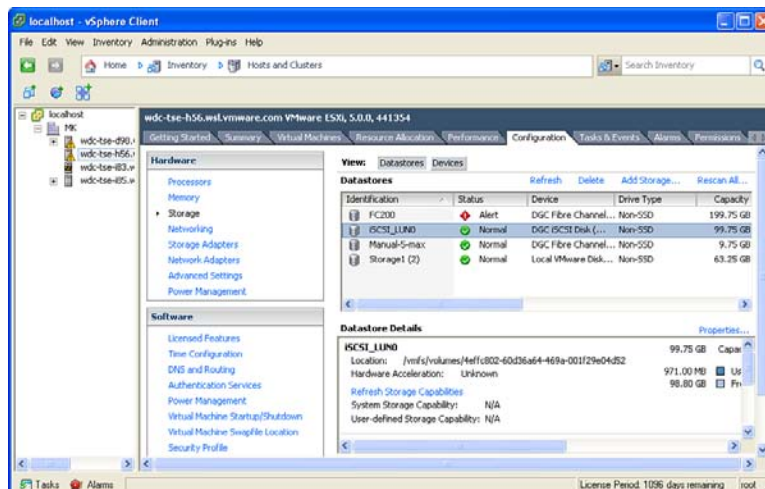 localhost - vSphere Client
File Edit View Inventory Administration Plug-ins Help
Home Inventory Hosts and Clusters Search Inventory
localhost
MK
wdc-tse-d98.
wdc-tse-h56.
wdc-tse-i83.w
wdc-tse-i85.w
wdc-tse-h56.wsl.vmware.com VMware ESXi, 5.0.0, 441354
Getting Started Summary Virtual Machines Resource Allocation Performance Configuration Tasks & Events Alarms Permissions
Hardware
Processors
Memory
Storage
Networking
Storage Adapters
Network Adapters
Advanced Settings
Power Management
Software
Licensed Features
Time Configuration
DNS and Routing
Authentication Services
Power Management
Virtual Machine Startup/Shutdown
Virtual Machine Swapfile Location
Security Profile
View: Datastores Devices
Datastores Refresh Delete Add Storage... Rescan All...
Identification Status Device Drive Type Capacity
FC200 Alert DGC Fibre Channel... Non-SSD 199.75 GB
iSCSI_LUN0 Normal DGC iSCSI Disk (... Non-SSD 99.75 GB
Manual-S-max Normal DGC Fibre Channel... Non-SSD 9.75 GB
Storage1 (2) Normal Local VMware Disk... Non-SSD 63.25 GB
Datastore Details Properties...
iSCSI_LUN0 99.75 GB Capac
Location: /vmfs/volumes/4effc802-60d36a64-469a-001f29e04d52
Hardware Acceleration: Unknown 971.00 MB Us
98.80 GB Fre
Refresh Storage Capabilities
System Storage Capability: N/A
User-defined Storage Capability: N/A
Tasks Alarms License Period: 1096 days remaining root